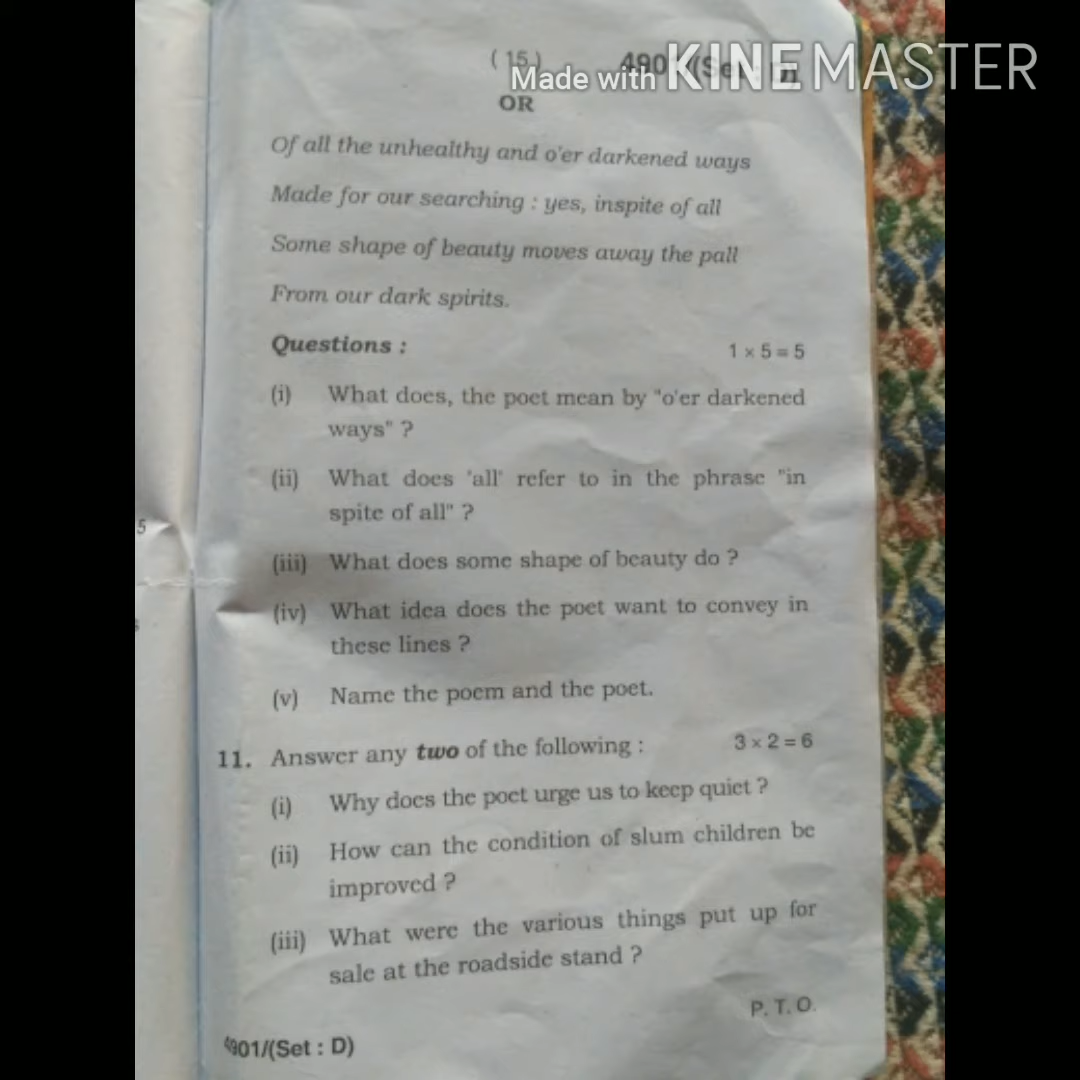 ( 15 )
Made with KINEMASTER
OR
Of all the unhealthy and o'er darkened ways
Made for our searching : yes, inspite of all
Some shape of beauty moves away the pall
From our dark spirits.
Questions : 1 × 5 = 5
(i) What does, the poet mean by "o'er darkened
ways" ?
(ii) What does 'all' refer to in the phrase "in
spite of all" ?
(iii) What does some shape of beauty do ?
(iv) What idea does the poet want to convey in
these lines ?
(v) Name the poem and the poet.
11. Answer any two of the following : 3 × 2 = 6
(i) Why does the poet urge us to keep quiet ?
(ii) How can the condition of slum children be
improved ?
(iii) What were the various things put up for
sale at the roadside stand ?
P. T. O.
4901/(Set : D)
5